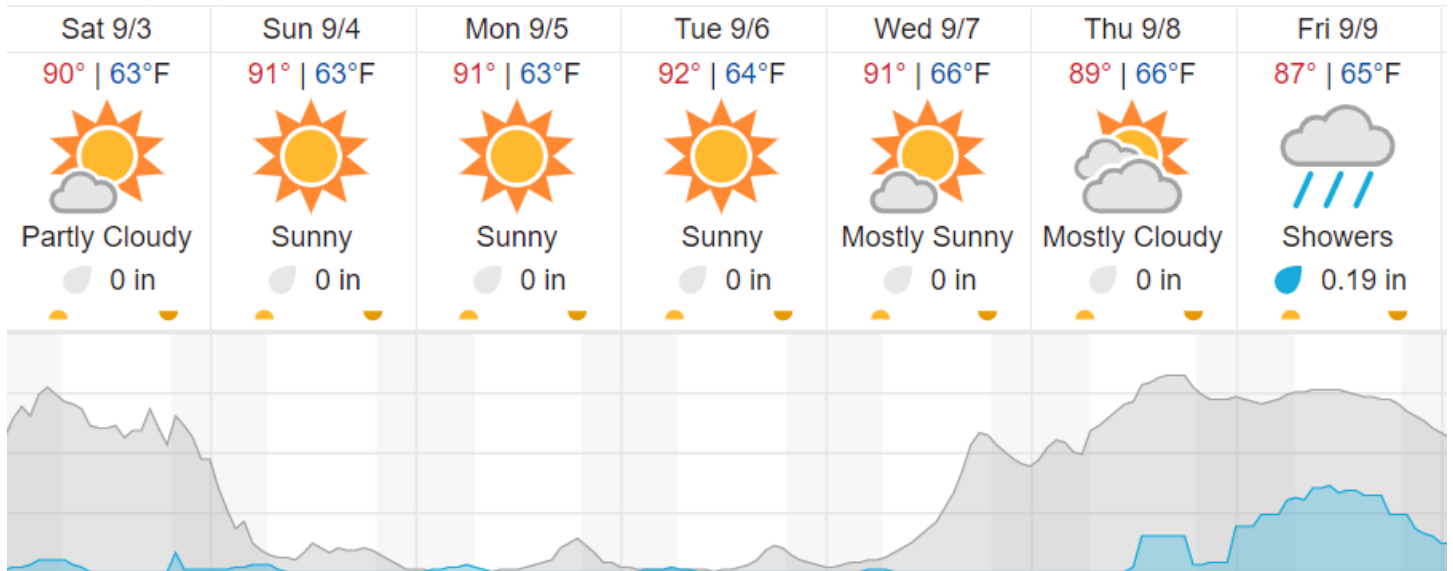 Sat 9/3 Sun 9/4 Mon 9/5 Tue 9/6 Wed 9/7 Thu 9/8 Fri 9/9
90° | 63°F 91° | 63°F 91° | 63°F 92° | 64°F 91° | 66°F 89° | 66°F 87° | 65°F
Partly Cloudy Sunny Sunny Sunny Mostly Sunny Mostly Cloudy Showers
0 in 0 in 0 in 0 in 0 in 0 in 0.19 in